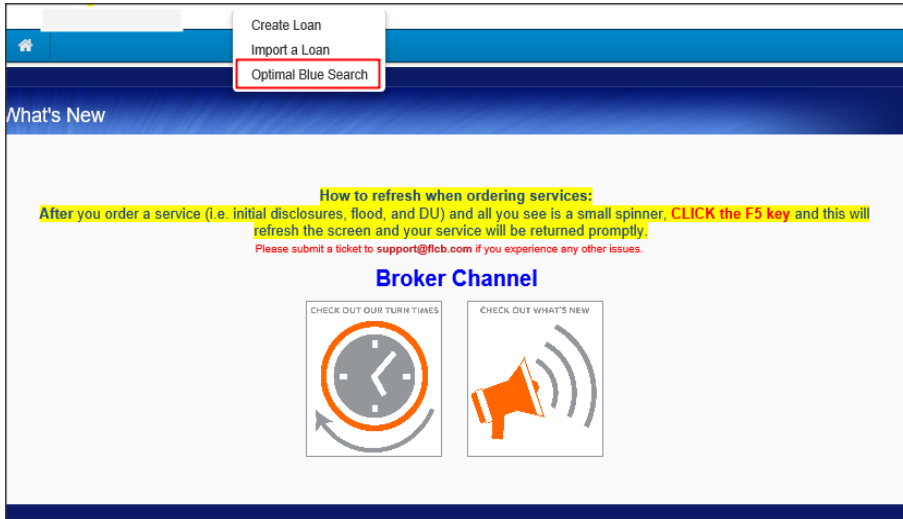 Create Loan
Import a Loan
Optimal Blue Search
What's New
How to refresh when ordering services:
After you order a service (i.e. initial disclosures, flood, and DU) and all you see is a small spinner, CLICK the F5 key and this will
refresh the screen and your service will be returned promptly.
Please submit a ticket to support@flcb.com if you experience any other issues.
Broker Channel
CHECK OUT OUR TURN TIMES
CHECK OUT WHAT'S NEW